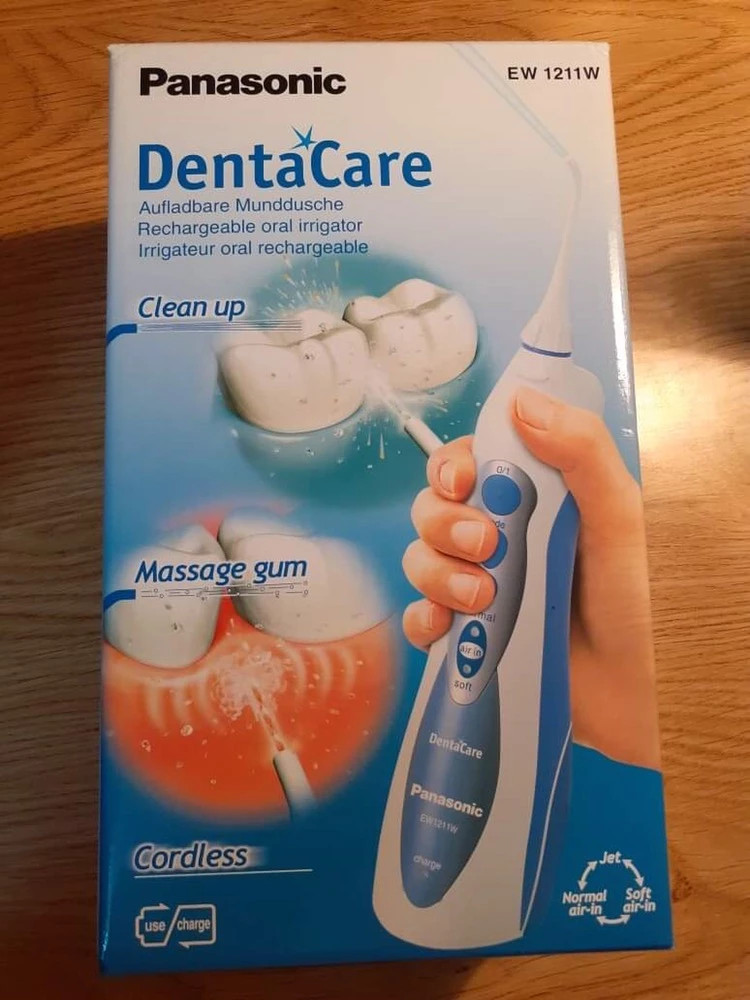 Panasonic
EW 1211W
DentaCare
Aufladbare Munddusche
Rechargeable oral irrigator
Irrigateur oral rechargeable
Clean up
0/1
Massage gum
Air in
soft
DentaCare
Panasonic
EW1211W
charge
Cordless
use/charge
Jet
Normal
air-in
Soft
air-in